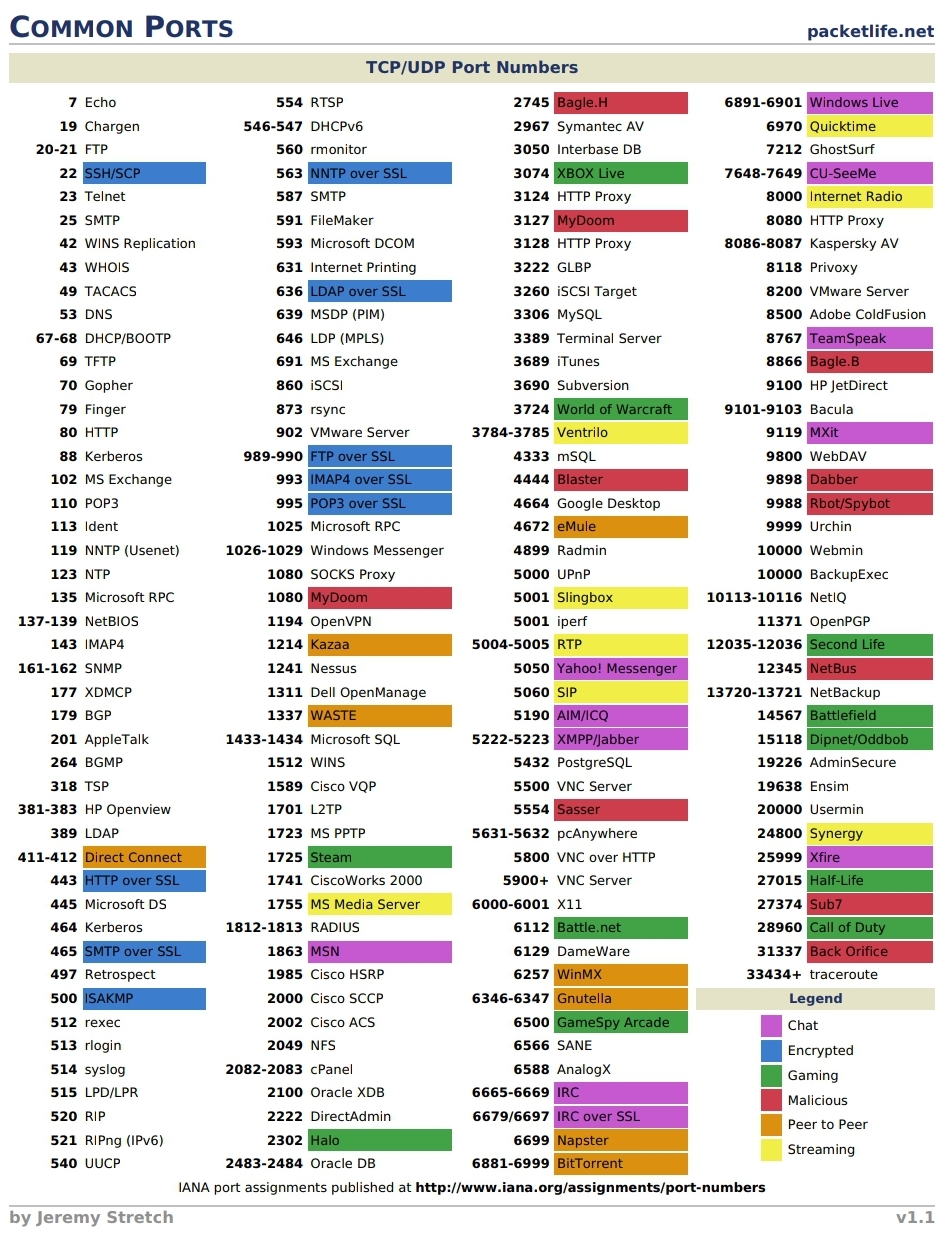 COMMON PORTS
packetlife.net
TCP/UDP Port Numbers
7 Echo
19 Chargen
20-21 FTP
22 SSH/SCP
23 Telnet
25 SMTP
42 WINS Replication
43 WHOIS
49 TACACS
53 DNS
67-68 DHCP/BOOTP
69 TFTP
70 Gopher
79 Finger
80 HTTP
88 Kerberos
102 MS Exchange
110 POP3
113 Ident
119 NNTP (Usenet)
123 NTP
135 Microsoft RPC
137-139 NetBIOS
143 IMAP4
161-162 SNMP
177 XDMCP
179 BGP
201 AppleTalk
264 BGMP
318 TSP
381-383 HP Openview
389 LDAP
411-412 Direct Connect
443 HTTP over SSL
445 Microsoft DS
464 Kerberos
465 SMTP over SSL
497 Retrospect
500 ISAKMP
512 rexec
513 rlogin
514 syslog
515 LPD/LPR
520 RIP
521 RIPng (IPv6)
540 UUCP
554 RTSP
546-547 DHCPv6
560 rmonitor
563 NNTP over SSL
587 SMTP
591 FileMaker
593 Microsoft DCOM
631 Internet Printing
636 LDAP over SSL
639 MSDP (PIM)
646 LDP (MPLS)
691 MS Exchange
860 iSCSI
873 rsync
902 VMware Server
989-990 FTP over SSL
993 IMAP4 over SSL
995 POP3 over SSL
1025 Microsoft RPC
1026-1029 Windows Messenger
1080 SOCKS Proxy
1080 MyDoom
1194 OpenVPN
1214 Kazaa
1241 Nessus
1311 Dell OpenManage
1337 WASTE
1433-1434 Microsoft SQL
1512 WINS
1589 Cisco VQP
1701 L2TP
1723 MS PPTP
1725 Steam
1741 CiscoWorks 2000
1755 MS Media Server
1812-1813 RADIUS
1863 MSN
1985 Cisco HSRP
2000 Cisco SCCP
2002 Cisco ACS
2049 NFS
2082-2083 cPanel
2100 Oracle XDB
2222 DirectAdmin
2302 Halo
2483-2484 Oracle DB
2745 Bagle.H
2967 Symantec AV
3050 Interbase DB
3074 XBOX Live
3124 HTTP Proxy
3127 MyDoom
3128 HTTP Proxy
3222 GLBP
3260 iSCSI Target
3306 MySQL
3389 Terminal Server
3689 iTunes
3690 Subversion
3724 World of Warcraft
3784-3785 Ventrilo
4333 mSQL
4444 Blaster
4664 Google Desktop
4672 eMule
4899 Radmin
5000 UPnP
5001 Slingbox
5001 iperf
5004-5005 RTP
5050 Yahoo! Messenger
5060 SIP
5190 AIM/ICQ
5222-5223 XMPP/Jabber
5432 PostgreSQL
5500 VNC Server
5554 Sasser
5631-5632 pcAnywhere
5800 VNC over HTTP
5900+ VNC Server
6000-6001 X11
6112 Battle.net
6129 DameWare
6257 WinMX
6346-6347 Gnutella
6500 GameSpy Arcade
6566 SANE
6588 AnalogX
6665-6669 IRC
6679/6697 IRC over SSL
6699 Napster
6881-6999 BitTorrent
6891-6901 Windows Live
6970 Quicktime
7212 GhostSurf
7648-7649 CU-SeeMe
8000 Internet Radio
8080 HTTP Proxy
8086-8087 Kaspersky AV
8118 Privoxy
8200 VMware Server
8500 Adobe ColdFusion
8767 TeamSpeak
8866 Bagle.B
9100 HP JetDirect
9101-9103 Bacula
9119 MXit
9800 WebDAV
9898 Dabber
9988 Rbot/Spybot
9999 Urchin
10000 Webmin
10000 BackupExec
10113-10116 NetIQ
11371 OpenPGP
12035-12036 Second Life
12345 NetBus
13720-13721 NetBackup
14567 Battlefield
15118 Dipnet/Oddbob
19226 AdminSecure
19638 Ensim
20000 Usermin
24800 Synergy
25999 Xfire
27015 Half-Life
27374 Sub7
28960 Call of Duty
31337 Back Orifice
33434+ traceroute
Legend
Chat
Encrypted
Gaming
Malicious
Peer to Peer
Streaming
IANA port assignments published at http://www.iana.org/assignments/port-numbers
by Jeremy Stretch
v1.1